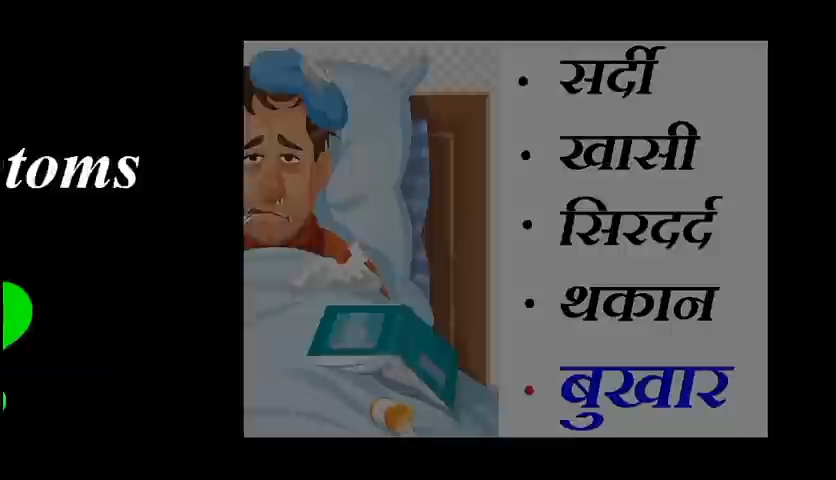 toms
• सर्दी
• खासी
• सिरदर्द
• थकान
• बुखार